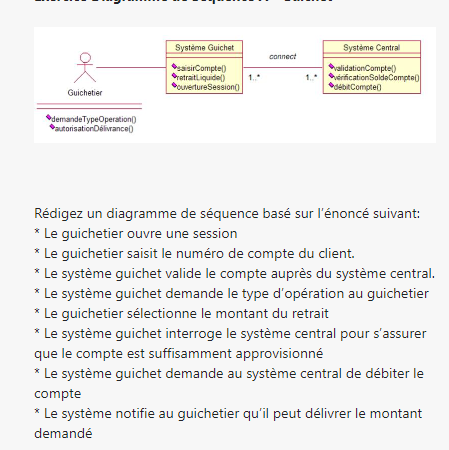 Système Guichet
saisirCompte()
retraitLiquide()
ouvertureSession()
connect
1..*
1..*
Système Central
validationCompte()
vérificationSoldeCompte()
débitCompte()
Guichetier
demandeTypeOperation()
autorisationDélivrance()
Rédigez un diagramme de séquence basé sur l'énoncé suivant:
* Le guichetier ouvre une session
* Le guichetier saisit le numéro de compte du client.
* Le système guichet valide le compte auprès du système central.
* Le système guichet demande le type d'opération au guichetier
* Le guichetier sélectionne le montant du retrait
* Le système guichet interroge le système central pour s'assurer
que le compte est suffisamment approvisionné
* Le système guichet demande au système central de débiter le
compte
* Le système notifie au guichetier qu'il peut délivrer le montant
demandé